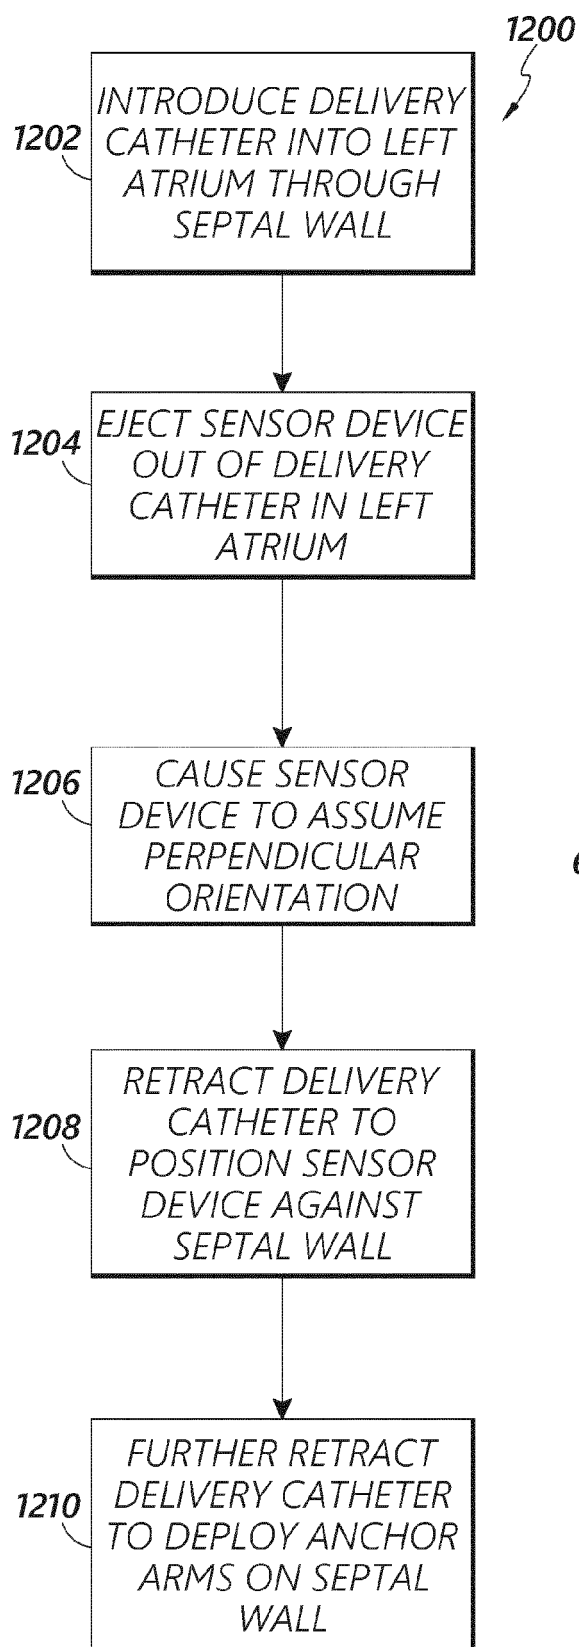 1200
1202
INTRODUCE DELIVERY
CATHETER INTO LEFT
ATRIUM THROUGH
SEPTAL WALL
1204
EJECT SENSOR DEVICE
OUT OF DELIVERY
CATHETER IN LEFT
ATRIUM
1206
CAUSE SENSOR
DEVICE TO ASSUME
PERPENDICULAR
ORIENTATION
1208
RETRACT DELIVERY
CATHETER TO
POSITION SENSOR
DEVICE AGAINST
SEPTAL WALL
1210
FURTHER RETRACT
DELIVERY CATHETER
TO DEPLOY ANCHOR
ARMS ON SEPTAL
WALL